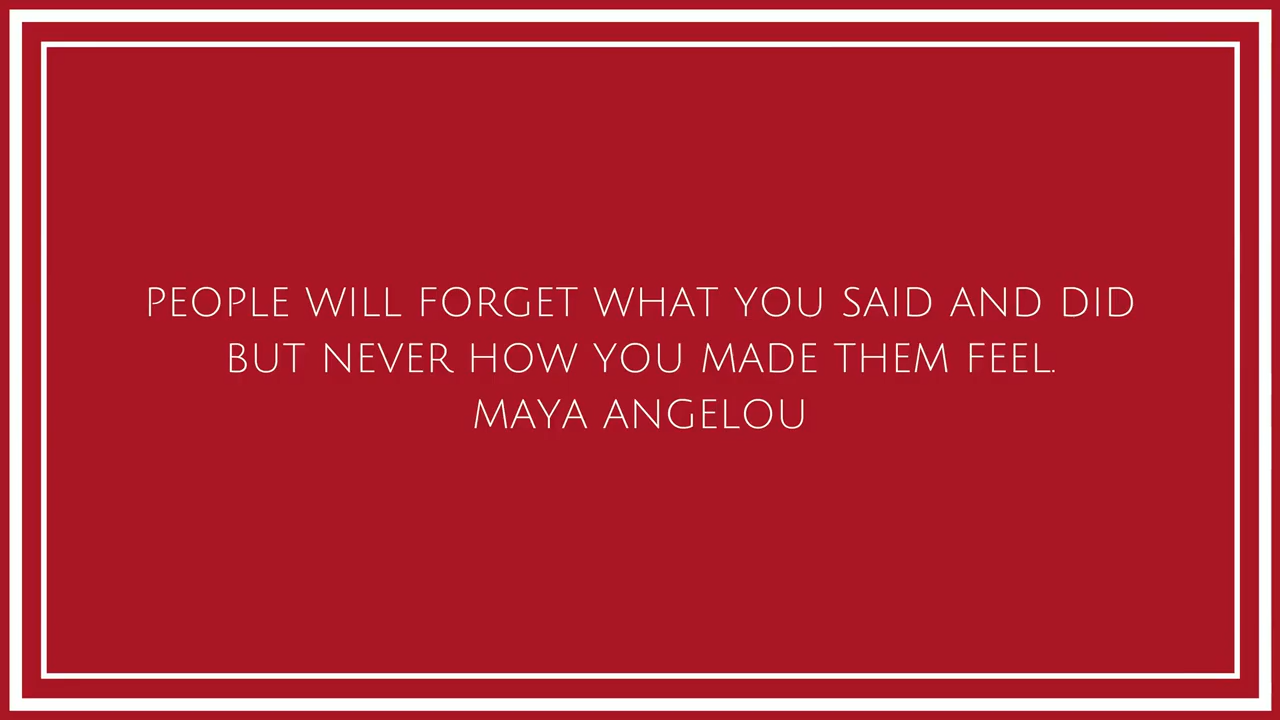 PEOPLE WILL FORGET WHAT YOU SAID AND DID
BUT NEVER HOW YOU MADE THEM FEEL.
MAYA ANGELOU